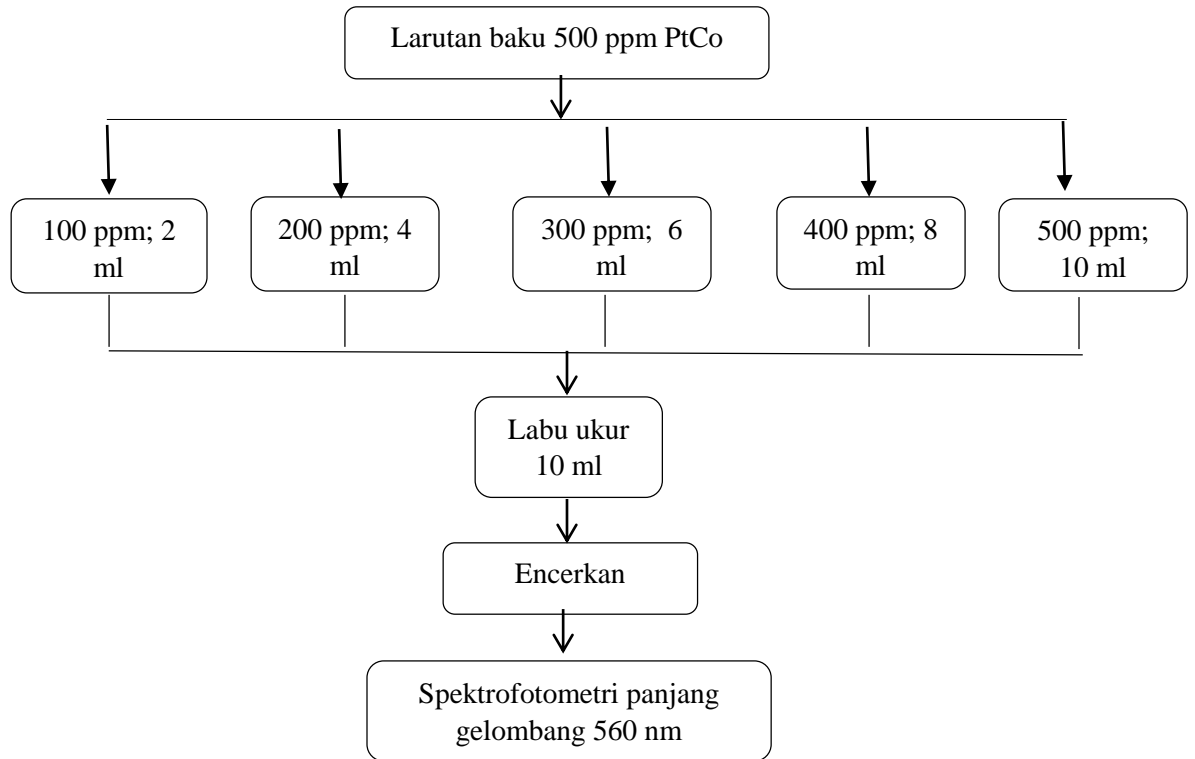 Larutan baku 500 ppm PtCo
100 ppm; 2
ml
200 ppm; 4
ml
300 ppm; 6
ml
400 ppm; 8
ml
500 ppm;
10 ml
Labu ukur
10 ml
Encerkan
Spektrofotometri panjang
gelombang 560 nm